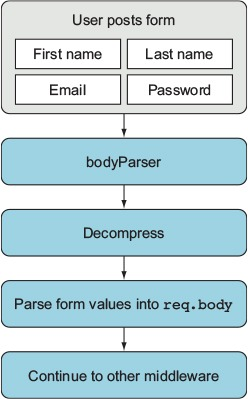 User posts form
First name Last name
Email Password
bodyParser
Decompress
Parse form values into req.body
Continue to other middleware